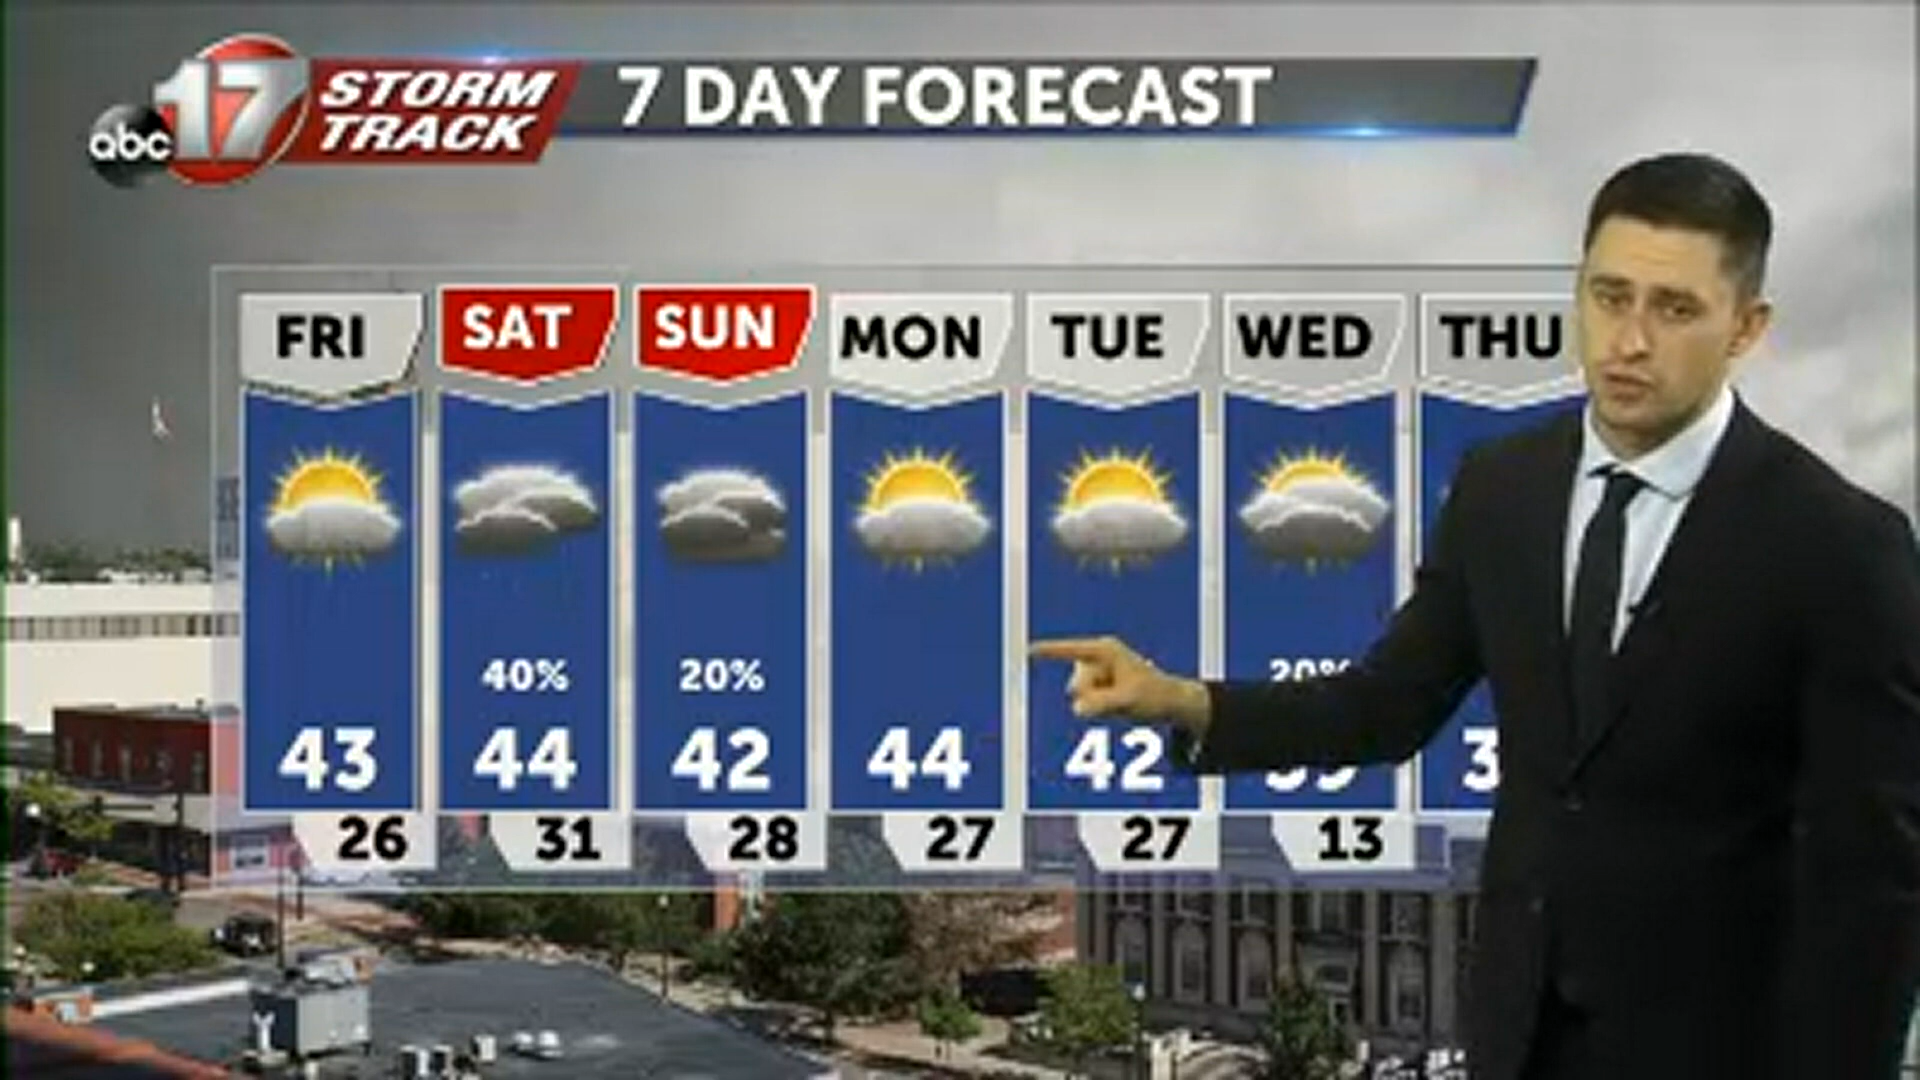 abc 17 STORM TRACK
7 DAY FORECAST
FRI SAT SUN MON TUE WED THU
40% 20% 20%
43 44 42 44 42
26 31 28 27 27 13